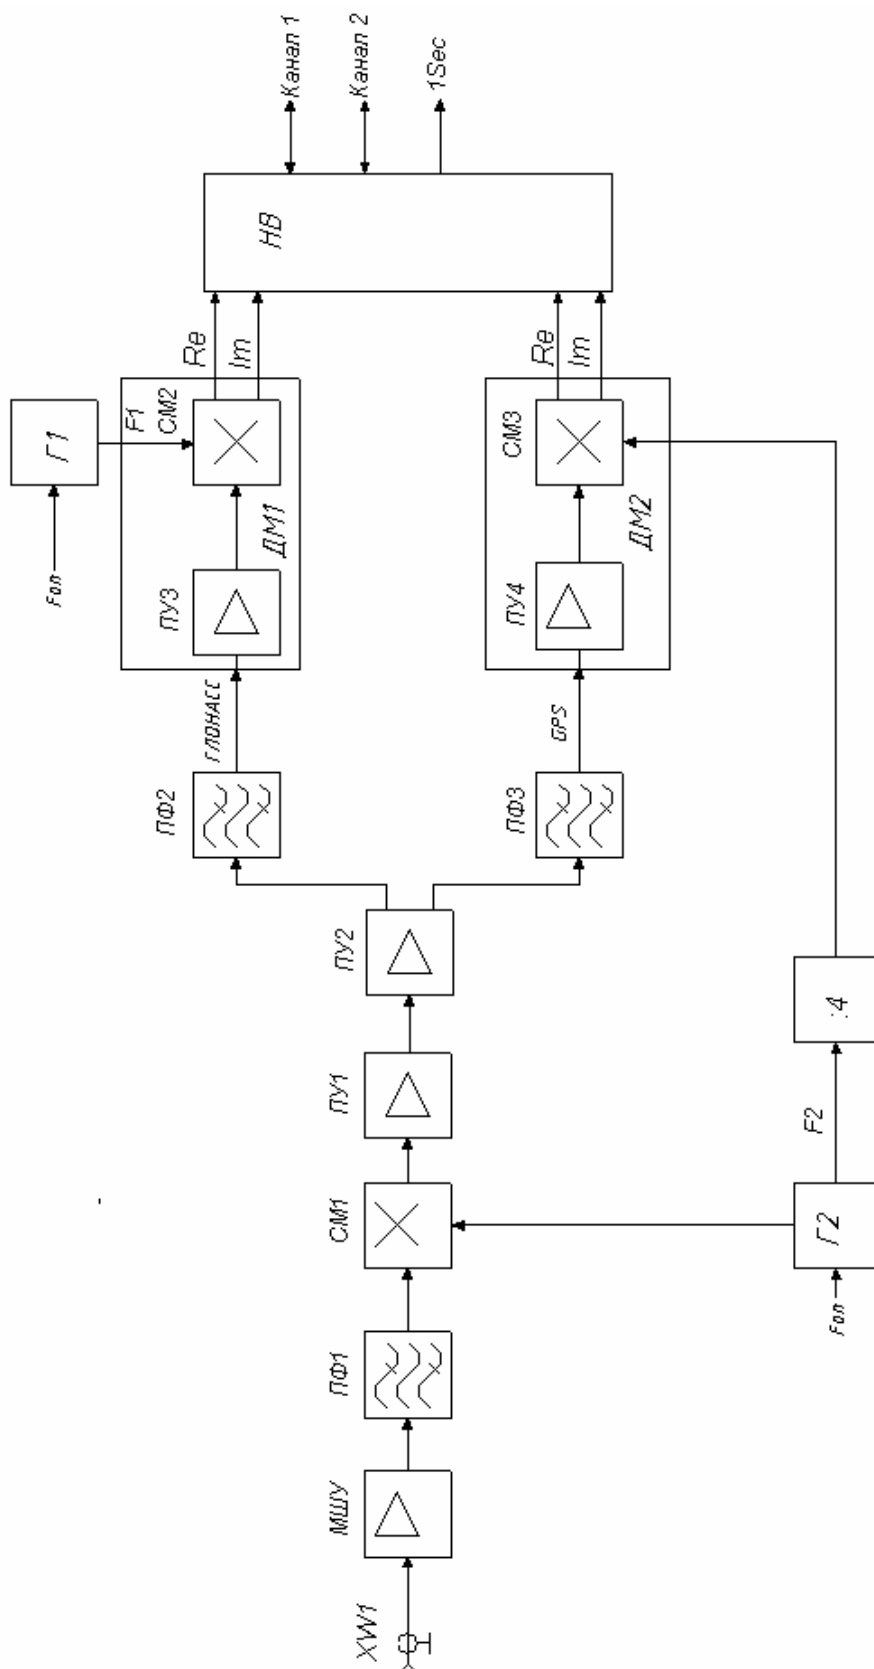 XW1
МШУ
ПФ1
СМ1
ПУ1
ПУ2
ПФ2
ГЛОНАСС
ПУ3
ДМ1
Fоп
Г1
F1
СМ2
Re
Im
ПФ3
GPS
ПУ4
ДМ2
СМ3
Re
Im
НВ
Канал 1
Канал 2
1Sec
Fоп
Г2
F2
:4